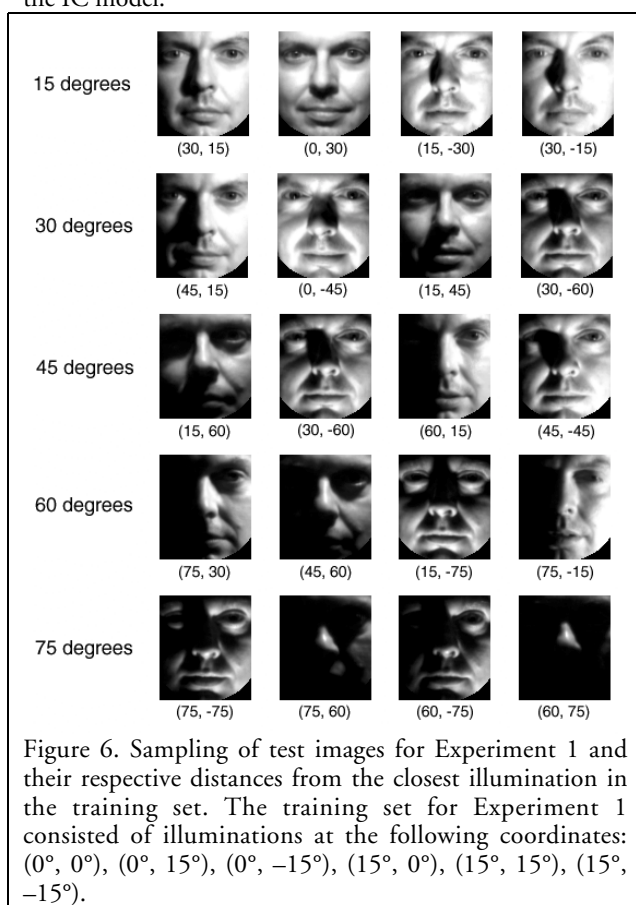 the IC model.
15 degrees
(30, 15) (0, 30) (15, -30) (30, -15)
30 degrees
(45, 15) (0, -45) (15, 45) (30, -60)
45 degrees
(15, 60) (30, -60) (60, 15) (45, -45)
60 degrees
(75, 30) (45, 60) (15, -75) (75, -15)
75 degrees
(75, -75) (75, 60) (60, -75) (60, 75)
Figure 6. Sampling of test images for Experiment 1 and
their respective distances from the closest illumination in
the training set. The training set for Experiment 1
consisted of illuminations at the following coordinates:
(0°, 0°), (0°, 15°), (0°, –15°), (15°, 0°), (15°, 15°), (15°,
–15°).